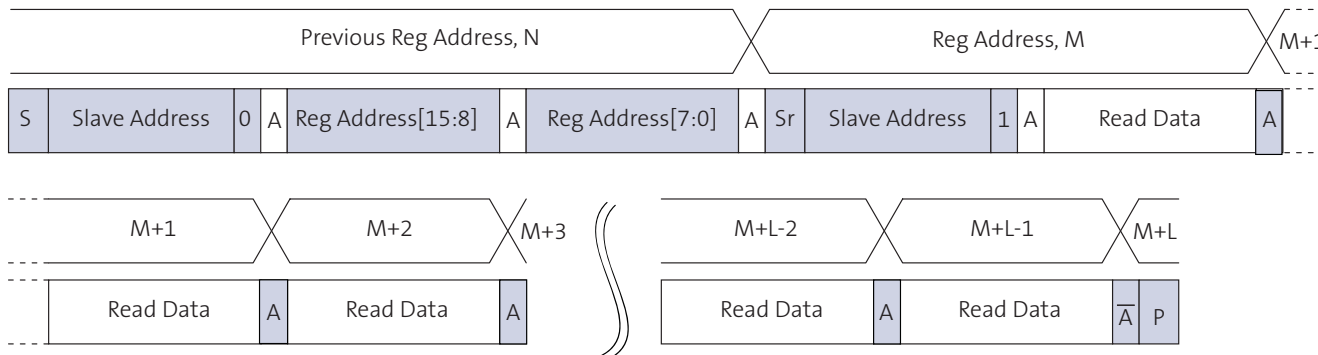 Previous Reg Address, N Reg Address, M M+1
S Slave Address 0 A Reg Address[15:8] A Reg Address[7:0] A Sr Slave Address 1 A Read Data A
M+1 M+2 M+3 M+L-2 M+L-1 M+L
Read Data A Read Data A Read Data A Read Data A̅ P